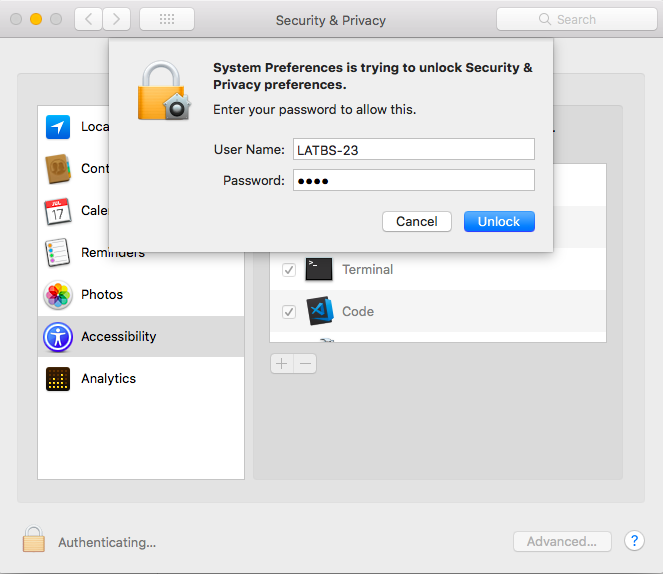 Security & Privacy
Search
System Preferences is trying to unlock Security &
Privacy preferences.
Enter your password to allow this.
User Name: LATBS-23
Password: ●●●●
Cancel
Unlock
Loca
Cont
Cale
JUL
17
Reminders
Photos
Accessibility
Analytics
>_
Terminal
Code
+ −
Authenticating...
Advanced...
?